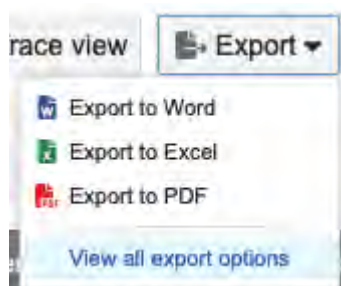 race view Export
Export to Word
Export to Excel
Export to PDF
View all export options